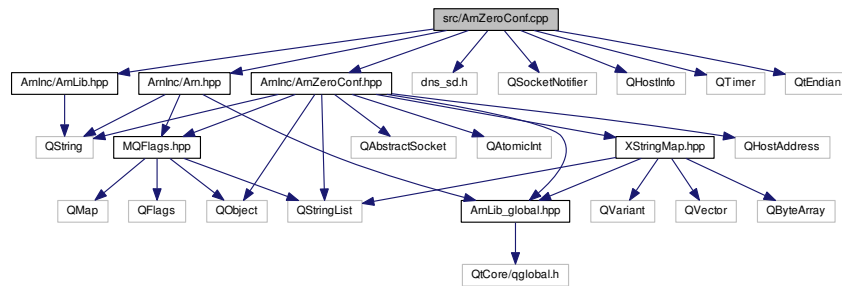 src/ArnZeroConf.cpp
ArnInc/ArnLib.hpp
ArnInc/Arn.hpp
ArnInc/ArnZeroConf.hpp
dns_sd.h
QSocketNotifier
QHostInfo
QTimer
QtEndian
QString
MQFlags.hpp
QAbstractSocket
QAtomicInt
XStringMap.hpp
QHostAddress
QMap
QFlags
QObject
QStringList
ArnLib_global.hpp
QVariant
QVector
QByteArray
QtCore/qglobal.h